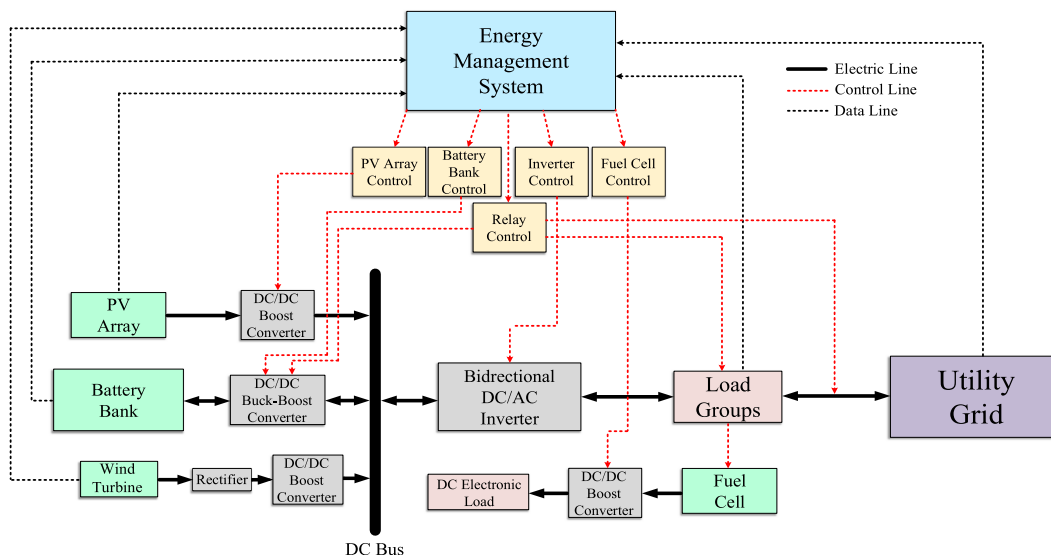 Energy
Management
System
Electric Line
Control Line
Data Line
PV Array
Control
Battery
Bank
Control
Inverter
Control
Fuel Cell
Control
Relay
Control
PV
Array
DC/DC
Boost
Converter
Battery
Bank
DC/DC
Buck-Boost
Converter
Bidrectional
DC/AC
Inverter
Load
Groups
Utility
Grid
Wind
Turbine
Rectifier
DC/DC
Boost
Converter
DC Electronic
Load
DC/DC
Boost
Converter
Fuel
Cell
DC Bus